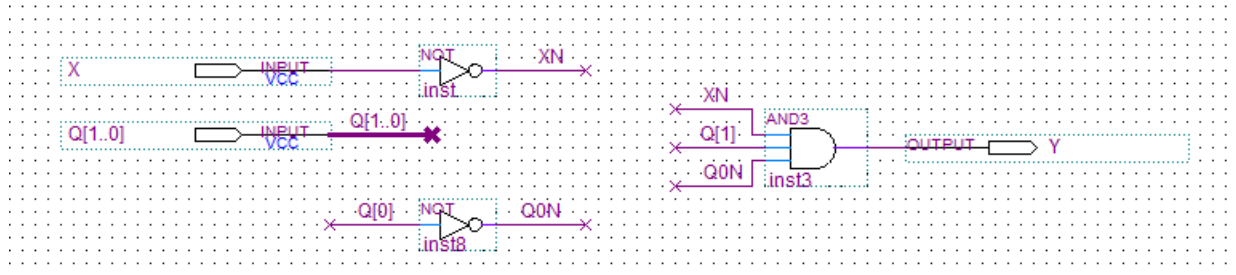 X
INPUT
VCC
NOT
inst
XN
Q[1..0]
INPUT
VCC
Q[1..0]
Q[0]
NOT
inst8
Q0N
XN
Q[1]
Q0N
AND3
inst3
OUTPUT
Y